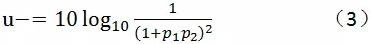 u−= 10 log₁₀ 1/(1+p₁p₂)² （3）